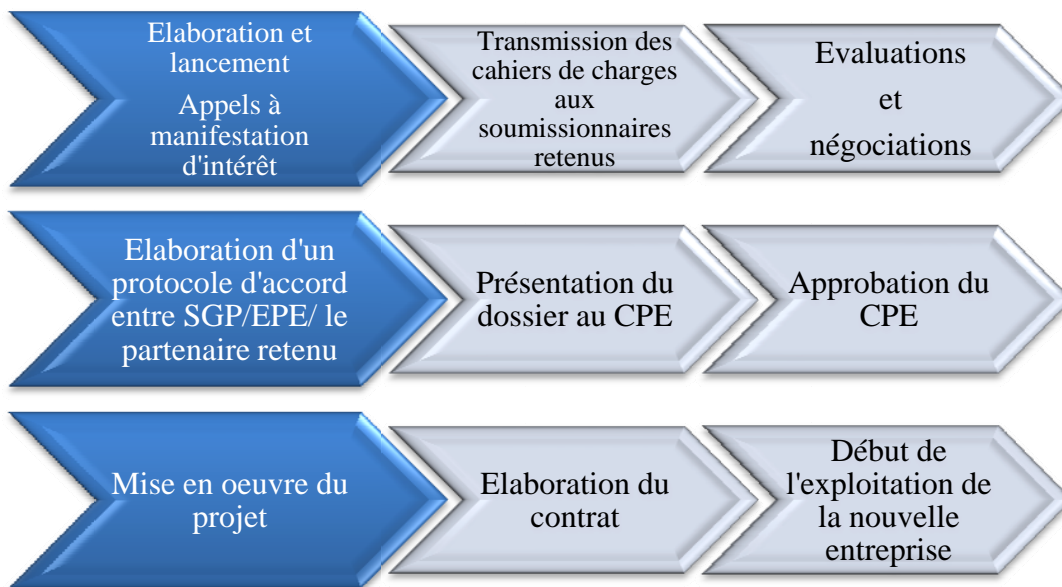 Elaboration et
lancement
Appels à
manifestation
d'intérêt
Transmission des
cahiers de charges
aux
soumissionnaires
retenus
Evaluations
et
négociations
Elaboration d'un
protocole d'accord
entre SGP/EPE/ le
partenaire retenu
Présentation du
dossier au CPE
Approbation du
CPE
Mise en oeuvre du
projet
Elaboration du
contrat
Début de
l'exploitation de
la nouvelle
entreprise